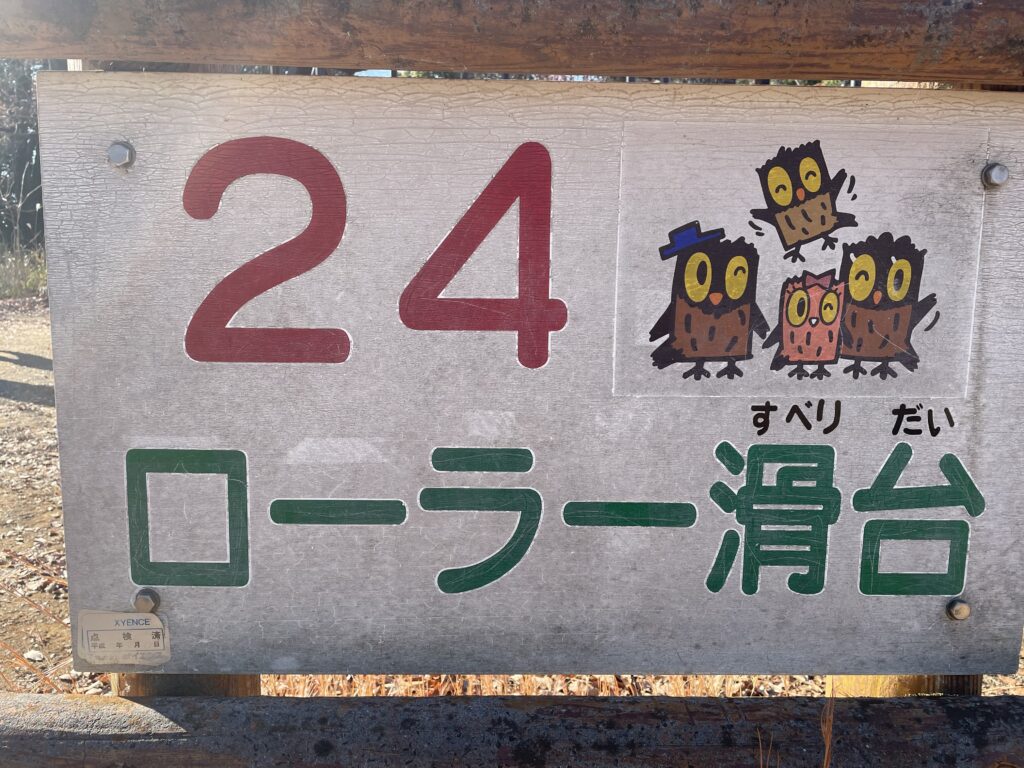 24
すべり だい
ローラー滑台
XYENCE
点検済
平成 年 月 日